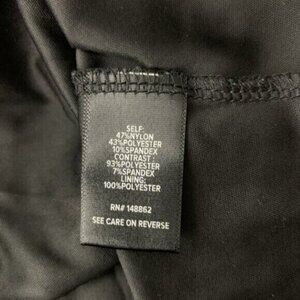 SELF:
47%NYLON
43%POLYESTER
10%SPANDEX
CONTRAST :
93%POLYESTER
7%SPANDEX
LINING:
100%POLYESTER
RN# 148862
SEE CARE ON REVERSE